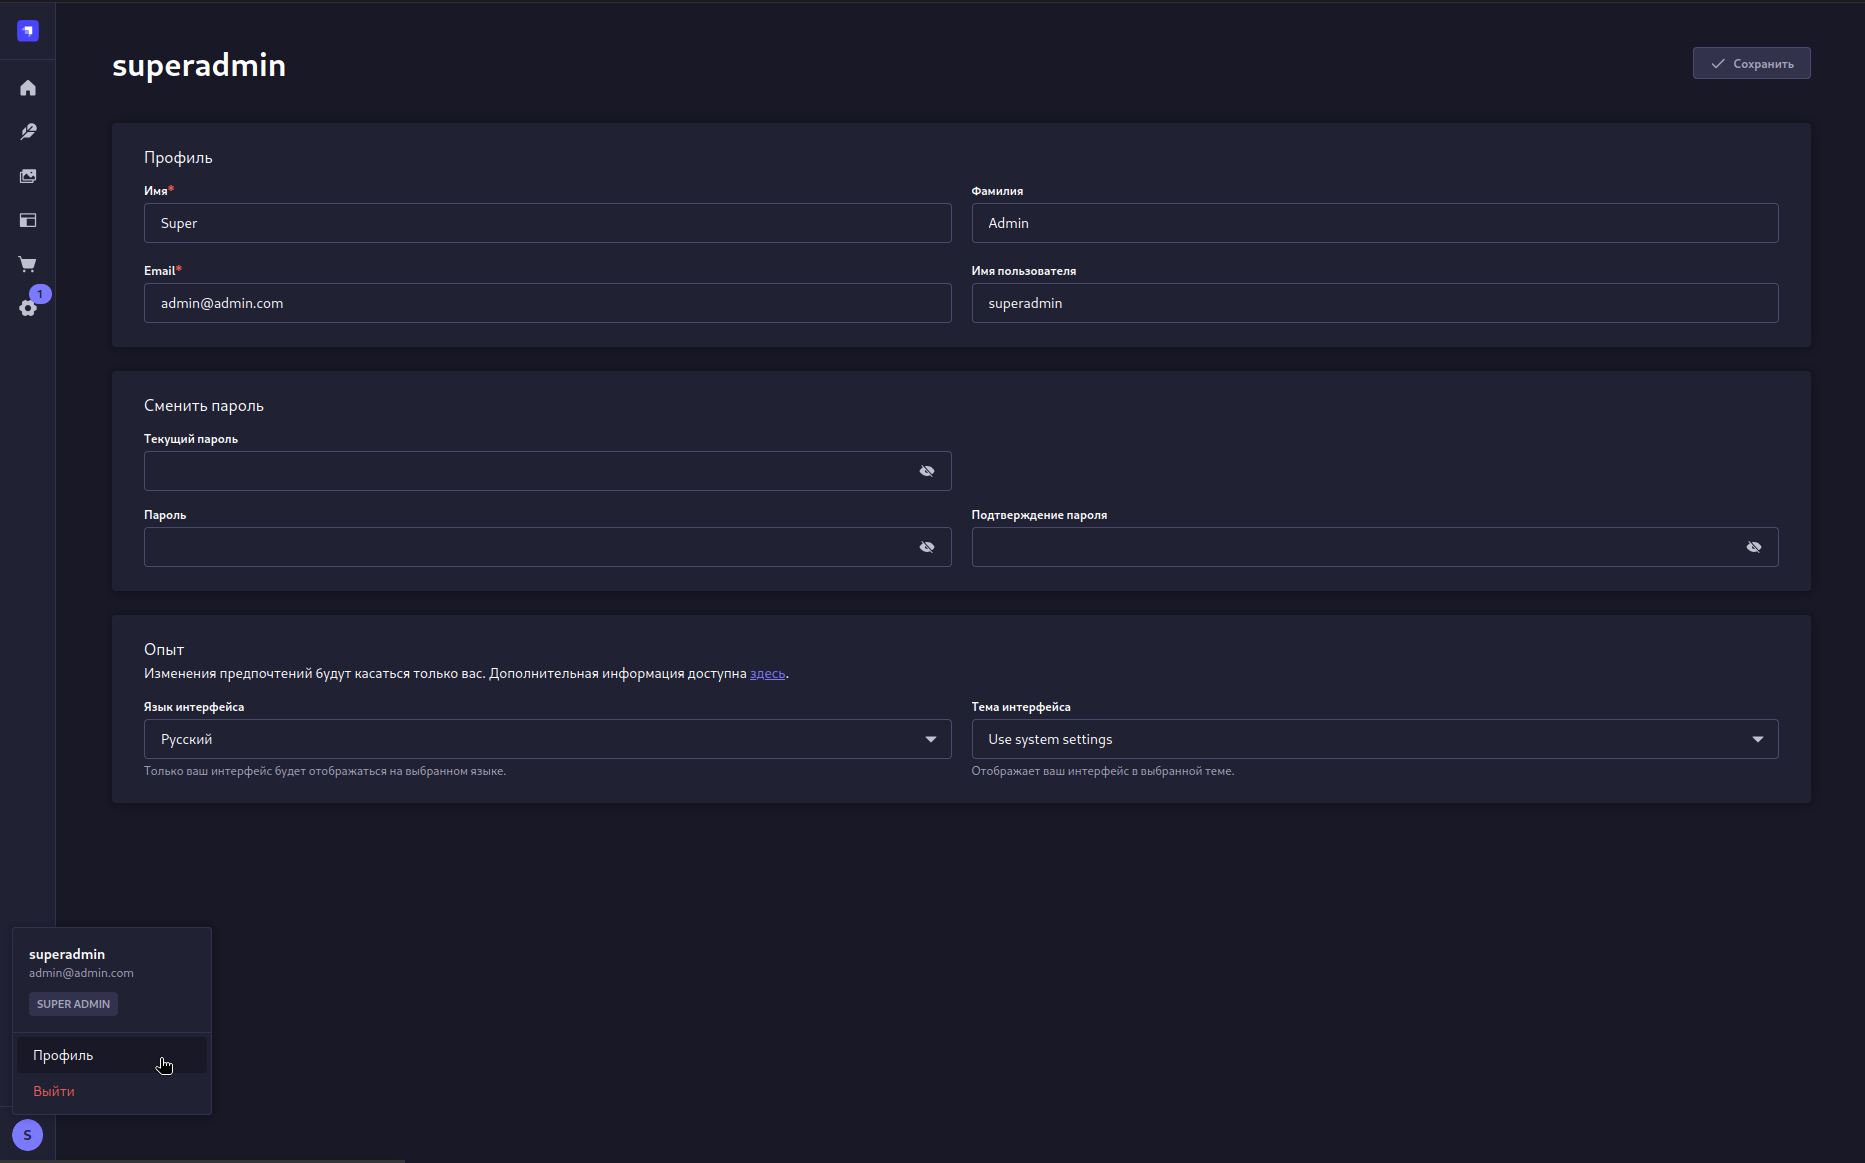 superadmin
Сохранить
Профиль
Имя*
Фамилия
Super
Admin
Email*
Имя пользователя
admin@admin.com
superadmin
1
Сменить пароль
Текущий пароль
Пароль
Подтверждение пароля
Опыт
Изменения предпочтений будут касаться только вас. Дополнительная информация доступна здесь.
Язык интерфейса
Тема интерфейса
Русский
Use system settings
Только ваш интерфейс будет отображаться на выбранном языке.
Отображает ваш интерфейс в выбранной теме.
superadmin
admin@admin.com
SUPER ADMIN
Профиль
Выйти
S